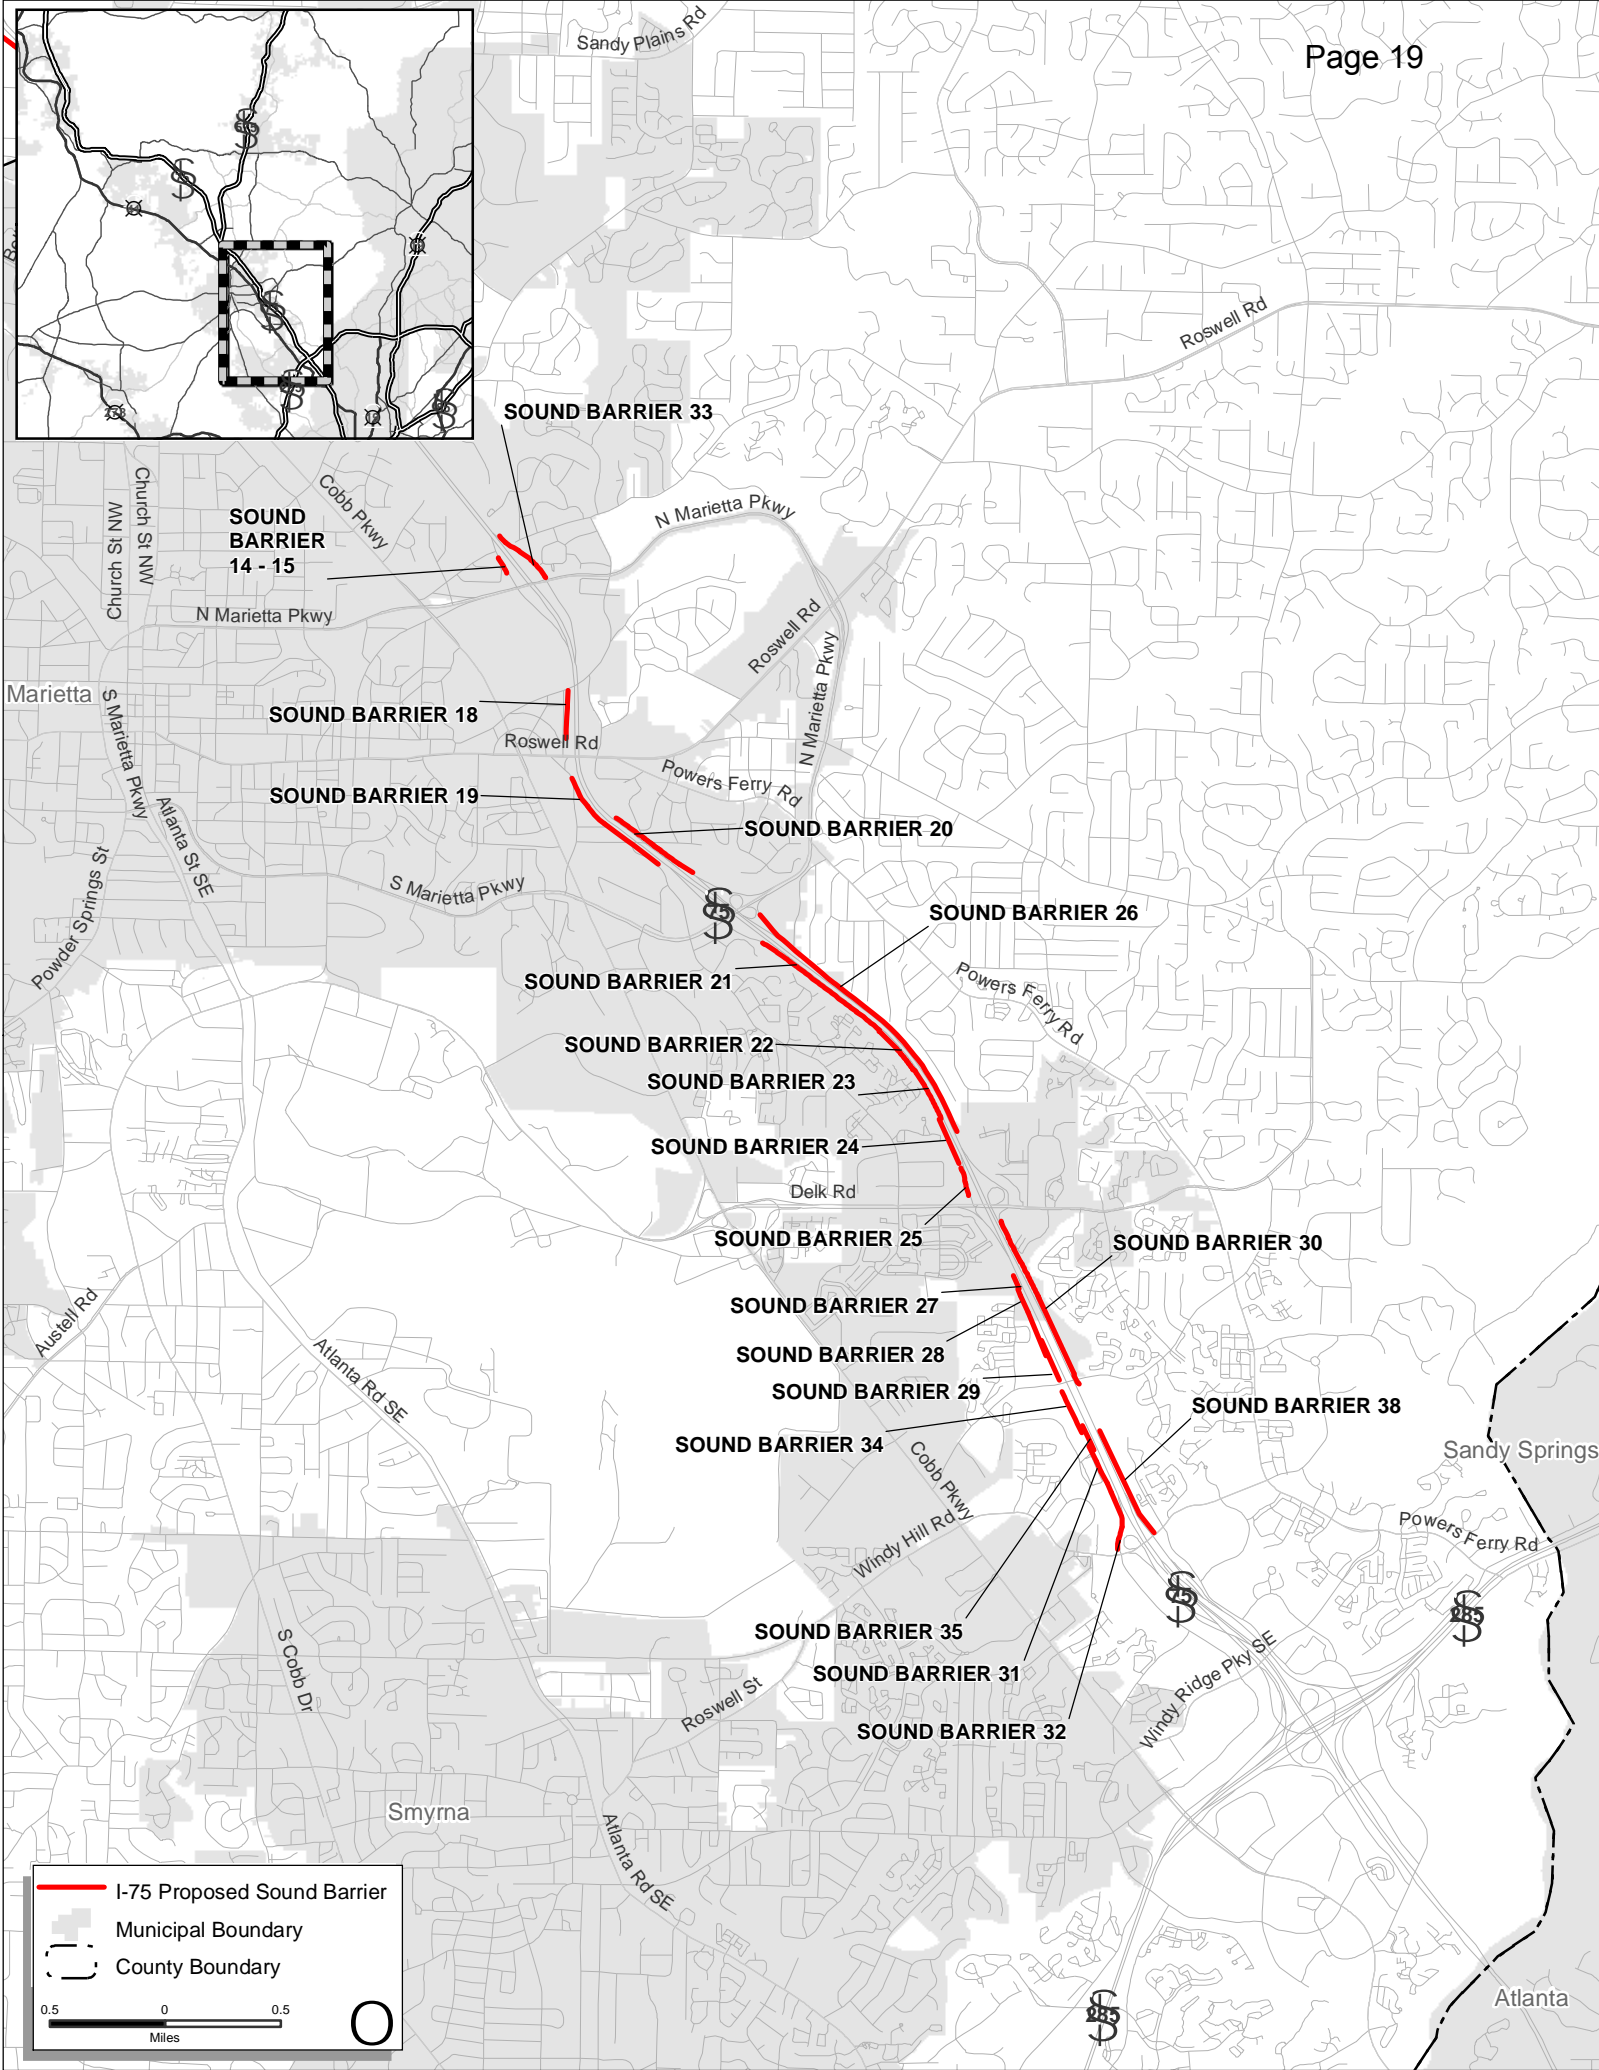 Page 19
Sandy Plains Rd
Roswell Rd
SOUND BARRIER 33
Church St NW
Church St NW
Cobb Pkwy
SOUND
BARRIER
14 - 15
N Marietta Pkwy
N Marietta Pkwy
Roswell Rd
N Marietta Pkwy
Marietta
S Marietta Pkwy
SOUND BARRIER 18
Roswell Rd
Powers Ferry Rd
SOUND BARRIER 19
SOUND BARRIER 20
Atlanta St SE
Powder Springs St
S Marietta Pkwy
75
SOUND BARRIER 26
SOUND BARRIER 21
Powers Ferry Rd
SOUND BARRIER 22
SOUND BARRIER 23
SOUND BARRIER 24
Delk Rd
SOUND BARRIER 25
SOUND BARRIER 30
SOUND BARRIER 27
Austell Rd
SOUND BARRIER 28
Atlanta Rd SE
SOUND BARRIER 29
SOUND BARRIER 38
SOUND BARRIER 34
Sandy Springs
Cobb Pkwy
Windy Hill Rd
Powers Ferry Rd
75
285
SOUND BARRIER 35
S Cobb Dr
SOUND BARRIER 31
Windy Ridge Pky SE
Roswell St
SOUND BARRIER 32
Smyrna
Atlanta Rd SE
I-75 Proposed Sound Barrier
Municipal Boundary
County Boundary
0.5 0 0.5
Miles
O
Atlanta
285